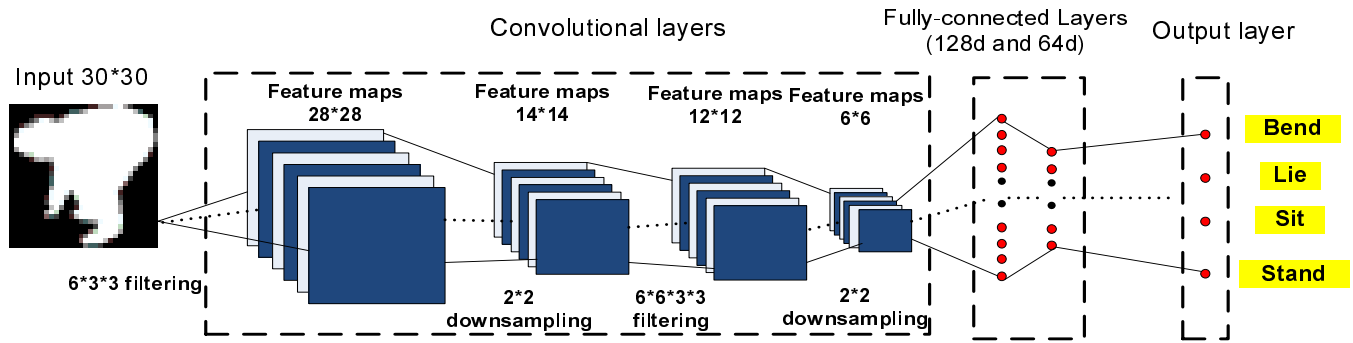 Input 30*30
Convolutional layers
Fully-connected Layers
(128d and 64d)
Output layer
Feature maps
28*28
Feature maps
14*14
Feature maps
12*12
Feature maps
6*6
6*3*3 filtering
2*2
downsampling
6*6*3*3
filtering
2*2
downsampling
Bend
Lie
Sit
Stand